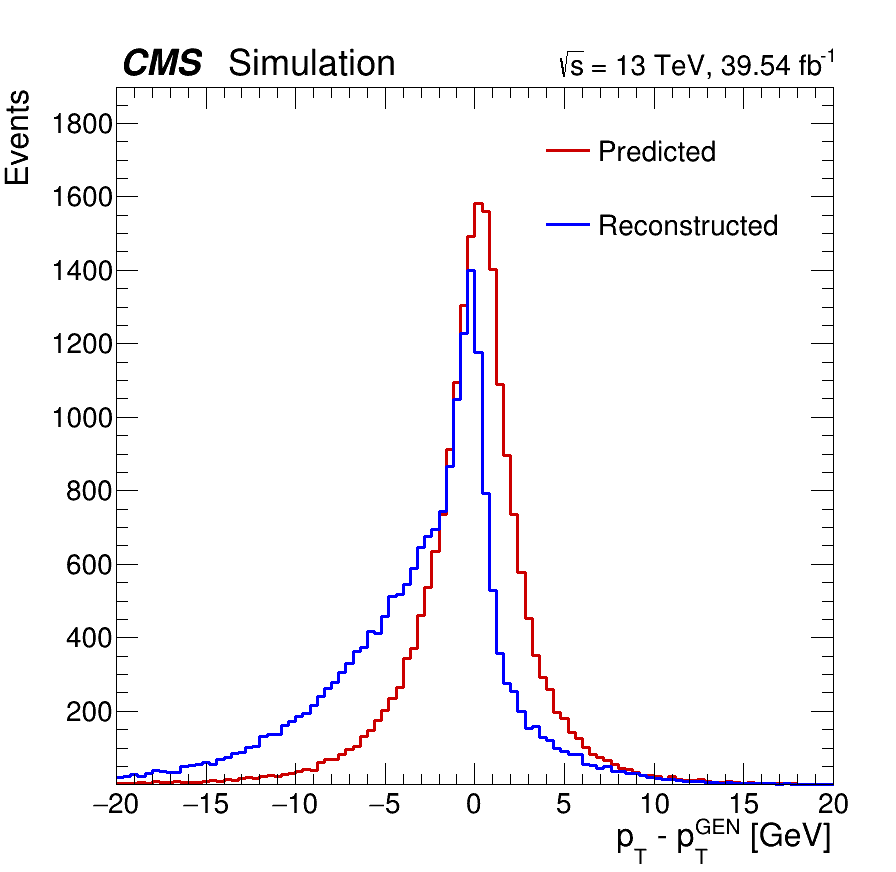 CMS Simulation
√s = 13 TeV, 39.54 fb⁻¹
Events
1800
1600
1400
1200
1000
800
600
400
200
Predicted
Reconstructed
−20 −15 −10 −5 0 5 10 15 20
p_T - p_T^GEN [GeV]